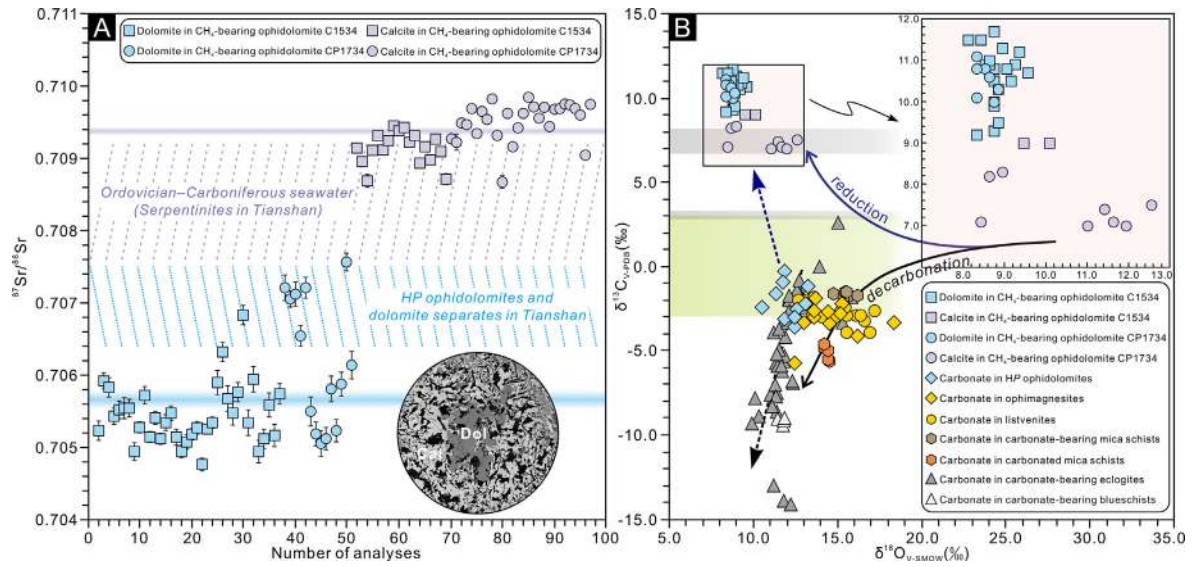 A
Dolomite in CH₄-bearing ophidolomite C1534
Calcite in CH₄-bearing ophidolomite C1534
Dolomite in CH₄-bearing ophidolomite CP1734
Calcite in CH₄-bearing ophidolomite CP1734
0.711
0.710
0.709
0.708
0.707
0.706
0.705
0.704
⁸⁷Sr/⁸⁶Sr
Ordovician–Carboniferous seawater
(Serpentinites in Tianshan)
HP ophidolomites and
dolomite separates in Tianshan
Dol
0 10 20 30 40 50 60 70 80 90 100
Number of analyses
B
15.0
10.0
5.0
0.0
-5.0
-10.0
-15.0
δ¹³C V-PDB (‰)
reduction
decarbonation
12.0
11.0
10.0
9.0
8.0
7.0
8.0 9.0 10.0 11.0 12.0 13.0
Dolomite in CH₄-bearing ophidolomite C1534
Calcite in CH₄-bearing ophidolomite C1534
Dolomite in CH₄-bearing ophidolomite CP1734
Calcite in CH₄-bearing ophidolomite CP1734
Carbonate in HP ophidolomites
Carbonate in ophimagnesites
Carbonate in listvenites
Carbonate in carbonate-bearing mica schists
Carbonate in carbonated mica schists
Carbonate in carbonate-bearing eclogites
Carbonate in carbonate-bearing blueschists
5.0 10.0 15.0 20.0 25.0 30.0 35.0
δ¹⁸O V-SMOW (‰)